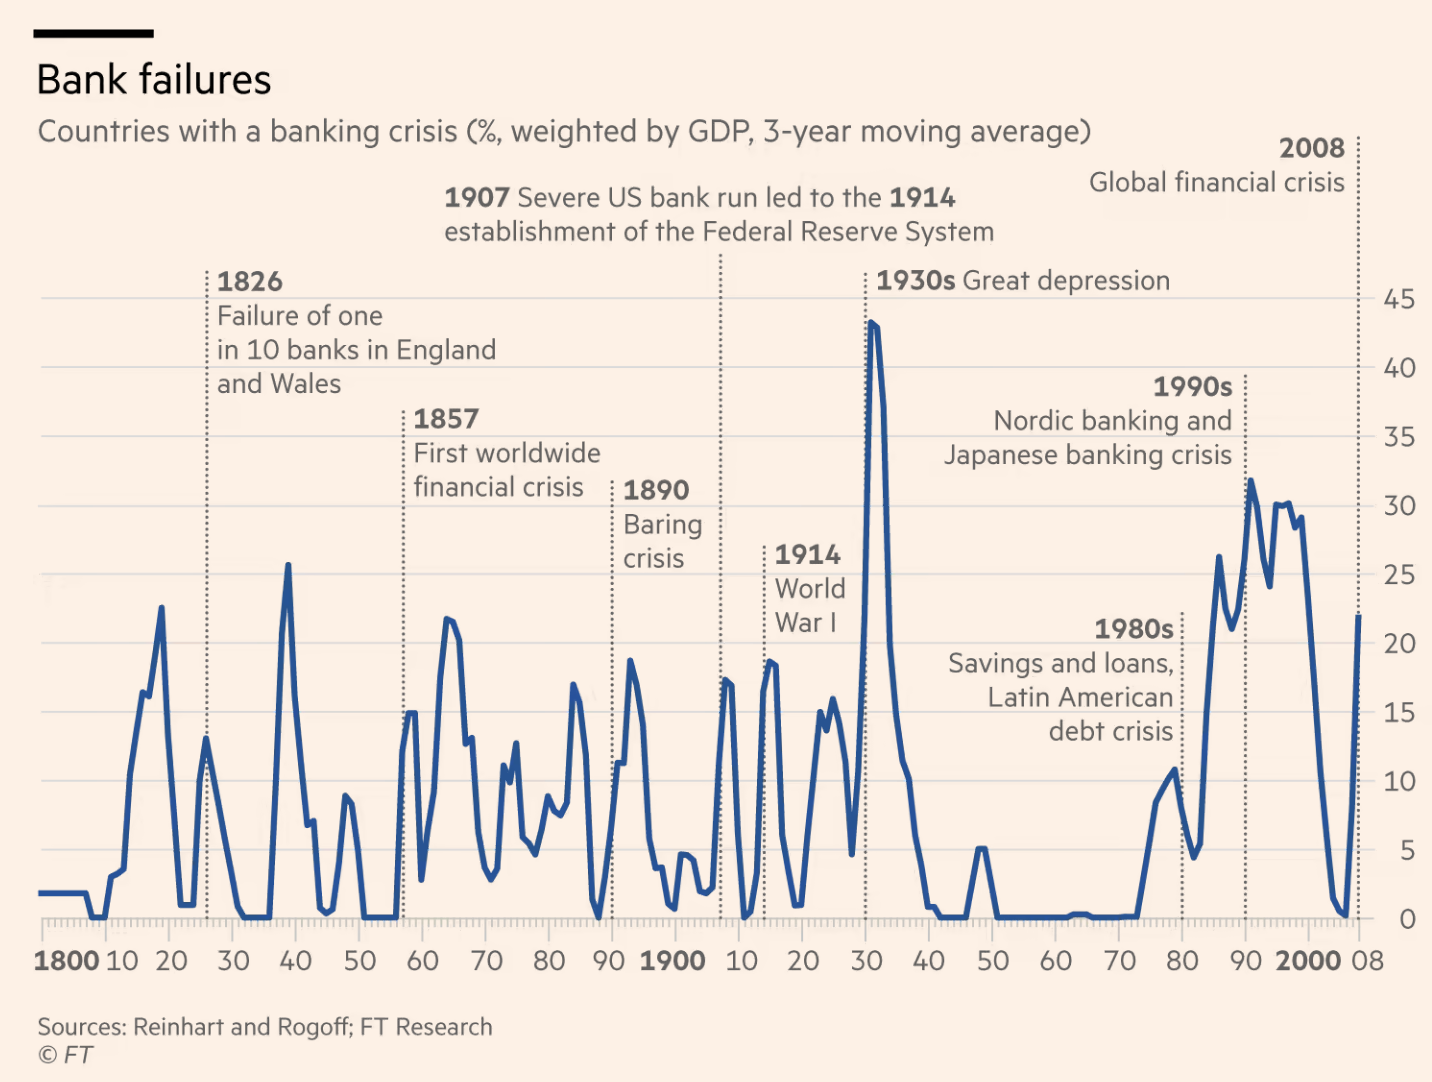 Bank failures
Countries with a banking crisis (%, weighted by GDP, 3-year moving average)
2008
Global financial crisis
1907 Severe US bank run led to the 1914
establishment of the Federal Reserve System
1826
Failure of one
in 10 banks in England
and Wales
1930s Great depression
1857
First worldwide
financial crisis
1890
Baring
crisis
1914
World
War I
1990s
Nordic banking and
Japanese banking crisis
1980s
Savings and loans,
Latin American
debt crisis
45
40
35
30
25
20
15
10
5
0
1800 10 20 30 40 50 60 70 80 90 1900 10 20 30 40 50 60 70 80 90 2000 08
Sources: Reinhart and Rogoff; FT Research
© FT